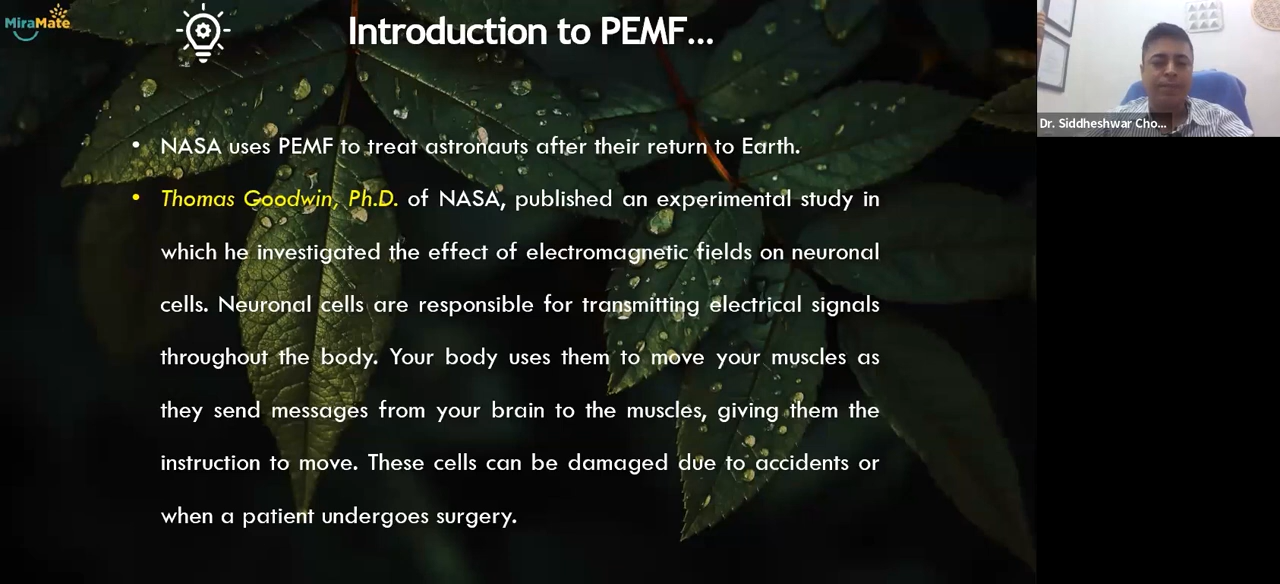 MiraMate
Introduction to PEMF...
Dr. Siddheshwar Cho...
• NASA uses PEMF to treat astronauts after their return to Earth.
• Thomas Goodwin, Ph.D. of NASA, published an experimental study in
which he investigated the effect of electromagnetic fields on neuronal
cells. Neuronal cells are responsible for transmitting electrical signals
throughout the body. Your body uses them to move your muscles as
they send messages from your brain to the muscles, giving them the
instruction to move. These cells can be damaged due to accidents or
when a patient undergoes surgery.